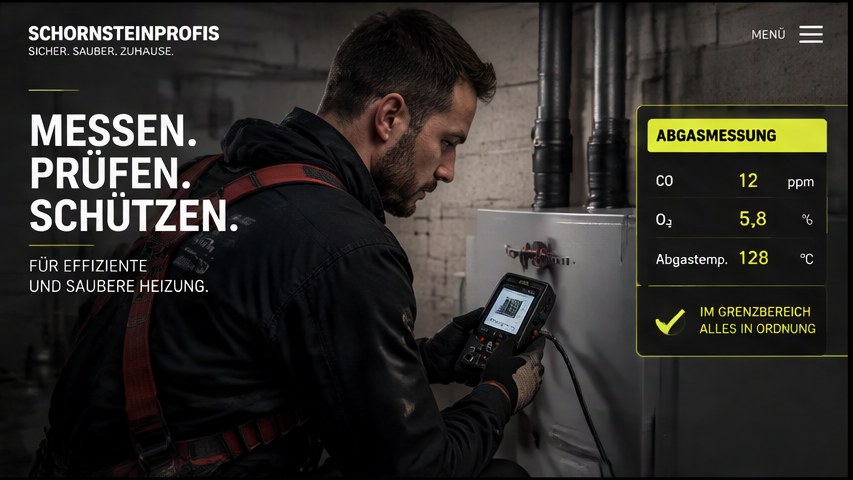 SCHORNSTEINPROFIS
SICHER. SAUBER. ZUHAUSE.
MENÜ
MESSEN.
PRÜFEN.
SCHÜTZEN.
FÜR EFFIZIENTE
UND SAUBERE HEIZUNG.
ABGASMESSUNG
CO 12 ppm
O₂ 5,8 %
Abgastemp. 128 °C
IM GRENZBEREICH
ALLES IN ORDNUNG